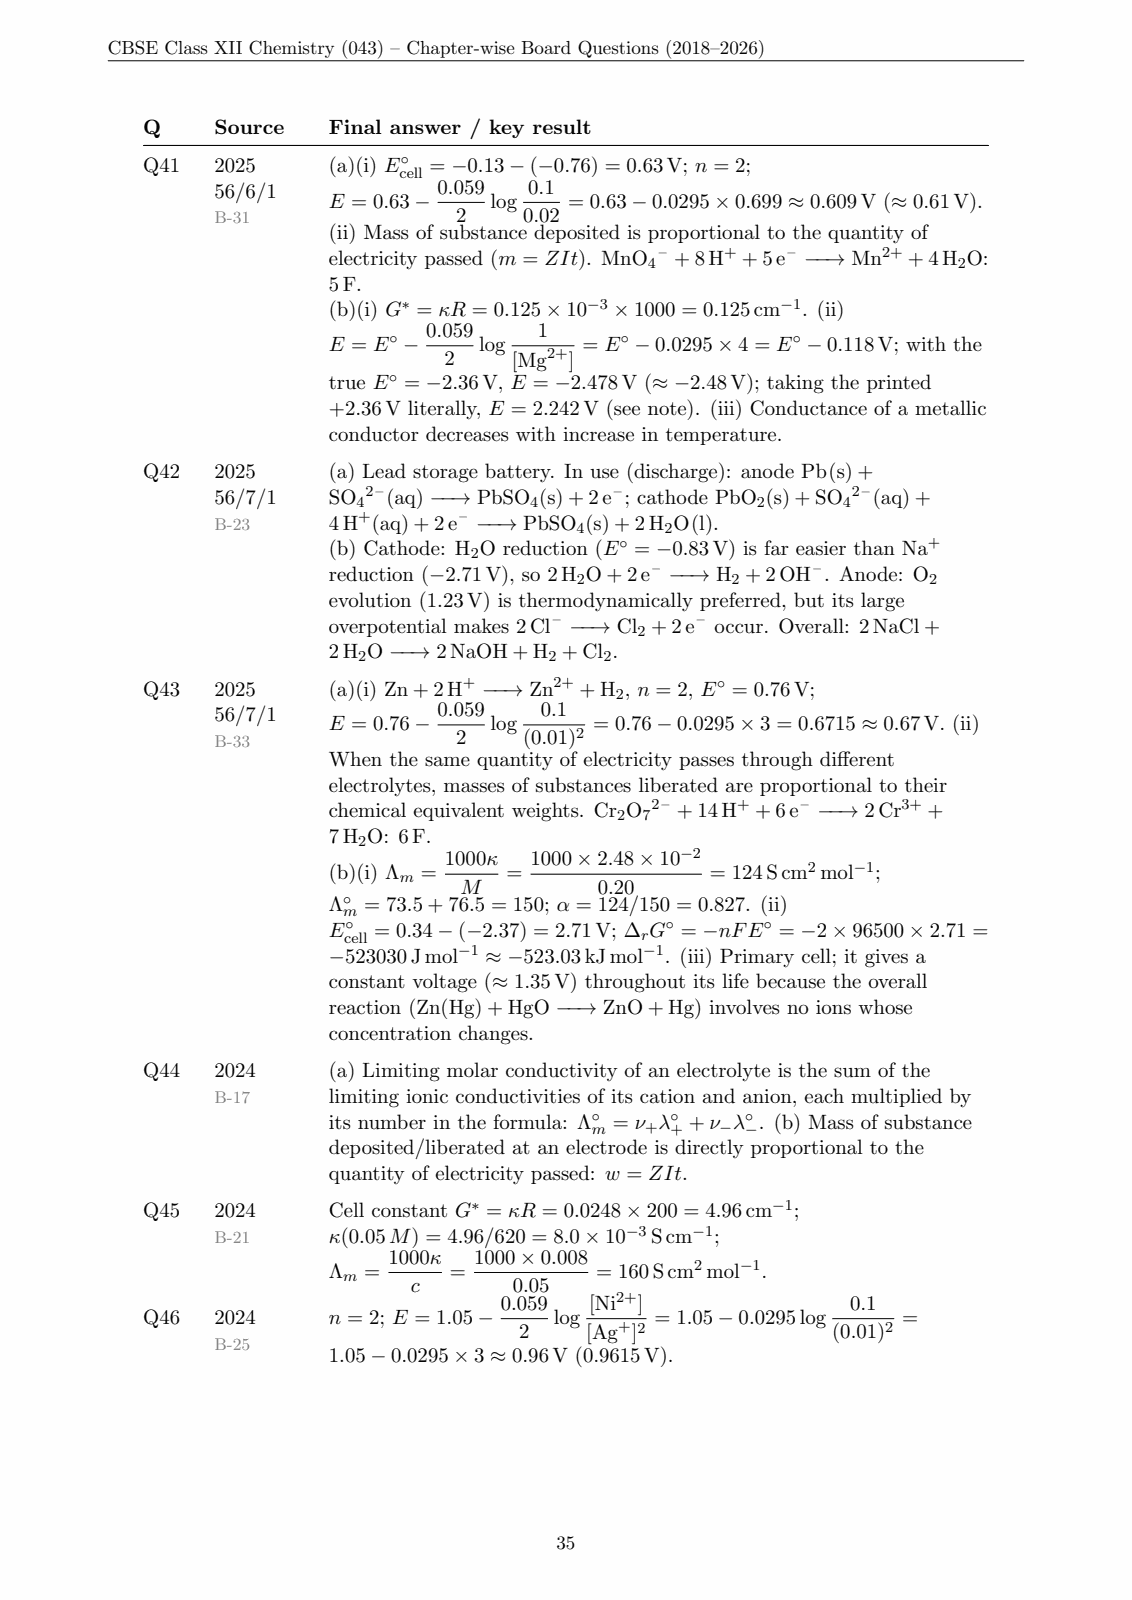 CBSE Class XII Chemistry (043) – Chapter-wise Board Questions (2018–2026)
Q Source Final answer / key result
Q41 2025 (a)(i) E°cell = −0.13 − (−0.76) = 0.63 V; n = 2;
56/6/1 E = 0.63 − 0.059/2 log 0.1/0.02 = 0.63 − 0.0295 × 0.699 ≈ 0.609 V (≈ 0.61 V).
B-31
(ii) Mass of substance deposited is proportional to the quantity of
electricity passed (m = ZIt). MnO₄⁻ + 8 H⁺ + 5 e⁻ ⟶ Mn²⁺ + 4 H₂O:
5 F.
(b)(i) G* = κR = 0.125 × 10⁻³ × 1000 = 0.125 cm⁻¹. (ii)
E = E° − 0.059/2 log 1/[Mg²⁺] = E° − 0.0295 × 4 = E° − 0.118 V; with the
true E° = −2.36 V, E = −2.478 V (≈ −2.48 V); taking the printed
+2.36 V literally, E = 2.242 V (see note). (iii) Conductance of a metallic
conductor decreases with increase in temperature.
Q42 2025 (a) Lead storage battery. In use (discharge): anode Pb(s) +
56/7/1 SO₄²⁻(aq) ⟶ PbSO₄(s) + 2 e⁻; cathode PbO₂(s) + SO₄²⁻(aq) +
B-23 4 H⁺(aq) + 2 e⁻ ⟶ PbSO₄(s) + 2 H₂O(l).
(b) Cathode: H₂O reduction (E° = −0.83 V) is far easier than Na⁺
reduction (−2.71 V), so 2 H₂O + 2 e⁻ ⟶ H₂ + 2 OH⁻. Anode: O₂
evolution (1.23 V) is thermodynamically preferred, but its large
overpotential makes 2 Cl⁻ ⟶ Cl₂ + 2 e⁻ occur. Overall: 2 NaCl +
2 H₂O ⟶ 2 NaOH + H₂ + Cl₂.
Q43 2025 (a)(i) Zn + 2 H⁺ ⟶ Zn²⁺ + H₂, n = 2, E° = 0.76 V;
56/7/1 E = 0.76 − 0.059/2 log 0.1/(0.01)² = 0.76 − 0.0295 × 3 = 0.6715 ≈ 0.67 V. (ii)
B-33
When the same quantity of electricity passes through different
electrolytes, masses of substances liberated are proportional to their
chemical equivalent weights. Cr₂O₇²⁻ + 14 H⁺ + 6 e⁻ ⟶ 2 Cr³⁺ +
7 H₂O: 6 F.
(b)(i) Λₘ = 1000κ/M = 1000 × 2.48 × 10⁻²/0.20 = 124 S cm² mol⁻¹;
Λ°ₘ = 73.5 + 76.5 = 150; α = 124/150 = 0.827. (ii)
E°cell = 0.34 − (−2.37) = 2.71 V; ΔᵣG° = −nFE° = −2 × 96500 × 2.71 =
−523030 J mol⁻¹ ≈ −523.03 kJ mol⁻¹. (iii) Primary cell; it gives a
constant voltage (≈ 1.35 V) throughout its life because the overall
reaction (Zn(Hg) + HgO ⟶ ZnO + Hg) involves no ions whose
concentration changes.
Q44 2024 (a) Limiting molar conductivity of an electrolyte is the sum of the
B-17 limiting ionic conductivities of its cation and anion, each multiplied by
its number in the formula: Λ°ₘ = ν₊λ°₊ + ν₋λ°₋. (b) Mass of substance
deposited/liberated at an electrode is directly proportional to the
quantity of electricity passed: w = ZIt.
Q45 2024 Cell constant G* = κR = 0.0248 × 200 = 4.96 cm⁻¹;
B-21 κ(0.05 M) = 4.96/620 = 8.0 × 10⁻³ S cm⁻¹;
Λₘ = 1000κ/c = 1000 × 0.008/0.05 = 160 S cm² mol⁻¹.
Q46 2024 n = 2; E = 1.05 − 0.059/2 log [Ni²⁺]/[Ag⁺]² = 1.05 − 0.0295 log 0.1/(0.01)² =
B-25 1.05 − 0.0295 × 3 ≈ 0.96 V (0.9615 V).
35